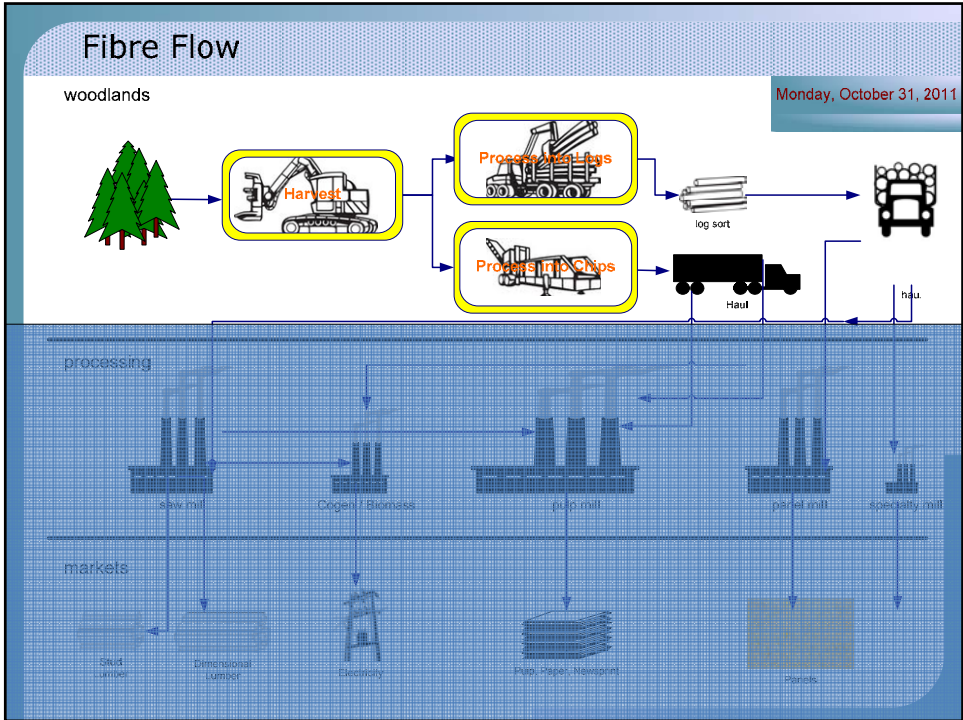 Fibre Flow
woodlands
Monday, October 31, 2011
Process into Logs
Harvest
log sort
Process into Chips
Haul
hau.
processing
saw mill
Cogen / Biomass
pulp mill
panel mill
specialty mill
markets
Stud
Lumber
Dimensional
Lumber
Electricity
Pulp, Paper, Newsprint
Panels